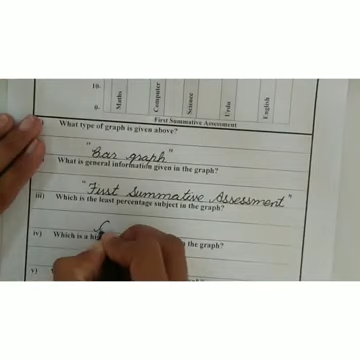 10-
0-
Maths
Computer
Science
Urdu
English
First Summative Assessment
What type of graph is given above?
"Bar graph"
What is general information given in the graph?
"First Summative Assessment"
iii) Which is the least percentage subject in the graph?
iv) Which is a hi
in the graph?
v)